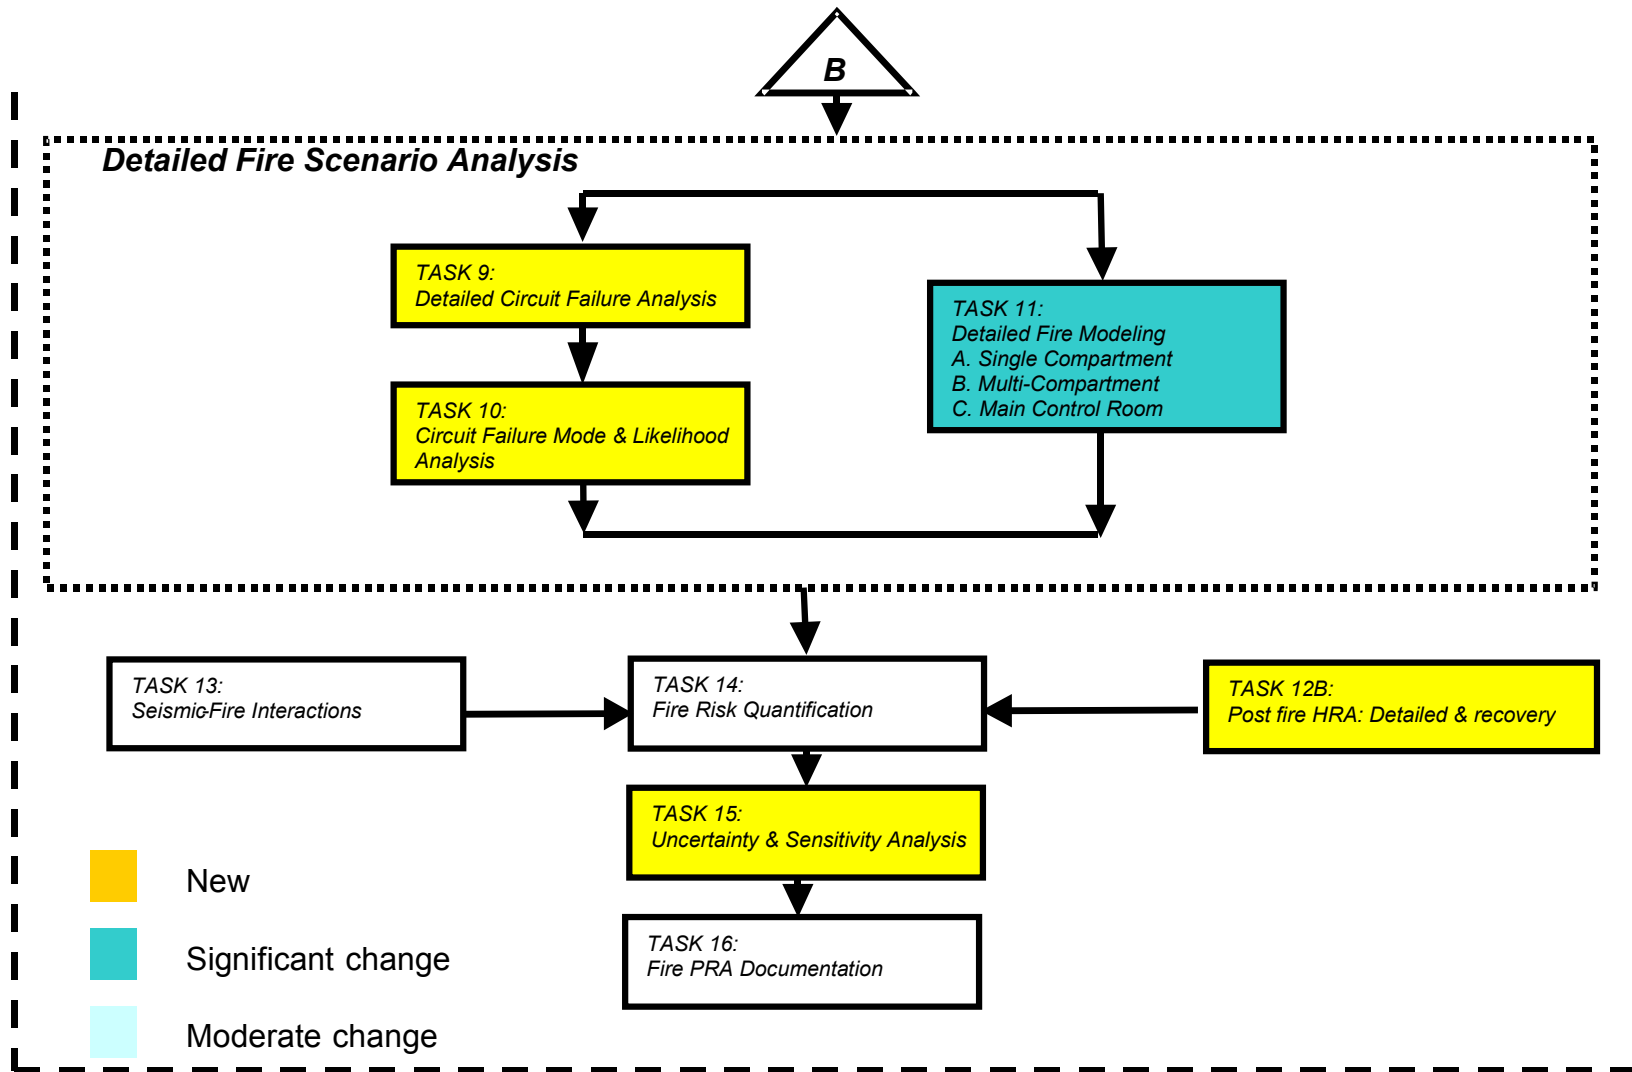 B
Detailed Fire Scenario Analysis
TASK 9:
Detailed Circuit Failure Analysis
TASK 10:
Circuit Failure Mode & Likelihood
Analysis
TASK 11:
Detailed Fire Modeling
A. Single Compartment
B. Multi-Compartment
C. Main Control Room
TASK 13:
Seismic-Fire Interactions
TASK 14:
Fire Risk Quantification
TASK 12B:
Post fire HRA: Detailed & recovery
TASK 15:
Uncertainty & Sensitivity Analysis
TASK 16:
Fire PRA Documentation
New
Significant change
Moderate change